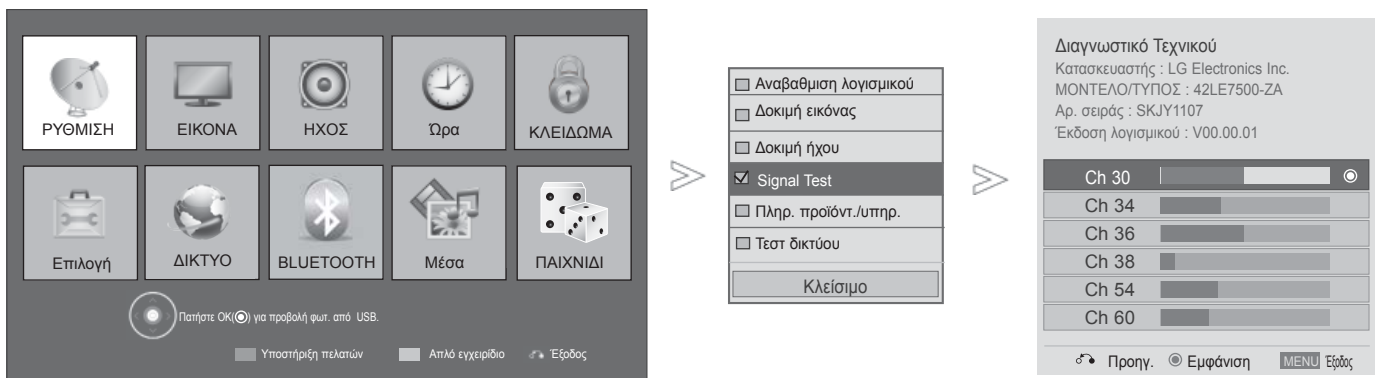 ΡΥΘΜΙΣΗ
ΕΙΚΟΝΑ
ΗΧΟΣ
Ώρα
ΚΛΕΙΔΩΜΑ
Επιλογή
ΔΙΚΤΥΟ
BLUETOOTH
Μέσα
ΠΑΙΧΝΙΔΙ
Πατήστε OK(◉) για προβολή φωτ. από USB.
Υποστήριξη πελατών
Απλό εγχειρίδιο
Έξοδος
Αναβαθμιση λογισμικού
Δοκιμή εικόνας
Δοκιμή ήχου
Signal Test
Πληρ. προϊόντ./υπηρ.
Τεστ δικτύου
Κλείσιμο
Διαγνωστικό Τεχνικού
Κατασκευαστής : LG Electronics Inc.
ΜΟΝΤΕΛΟ/ΤΥΠΟΣ : 42LE7500-ZA
Αρ. σειράς : SKJY1107
Έκδοση λογισμικού : V00.00.01
Ch 30
Ch 34
Ch 36
Ch 38
Ch 54
Ch 60
Προηγ. ◉ Εμφάνιση MENU Έξοδος